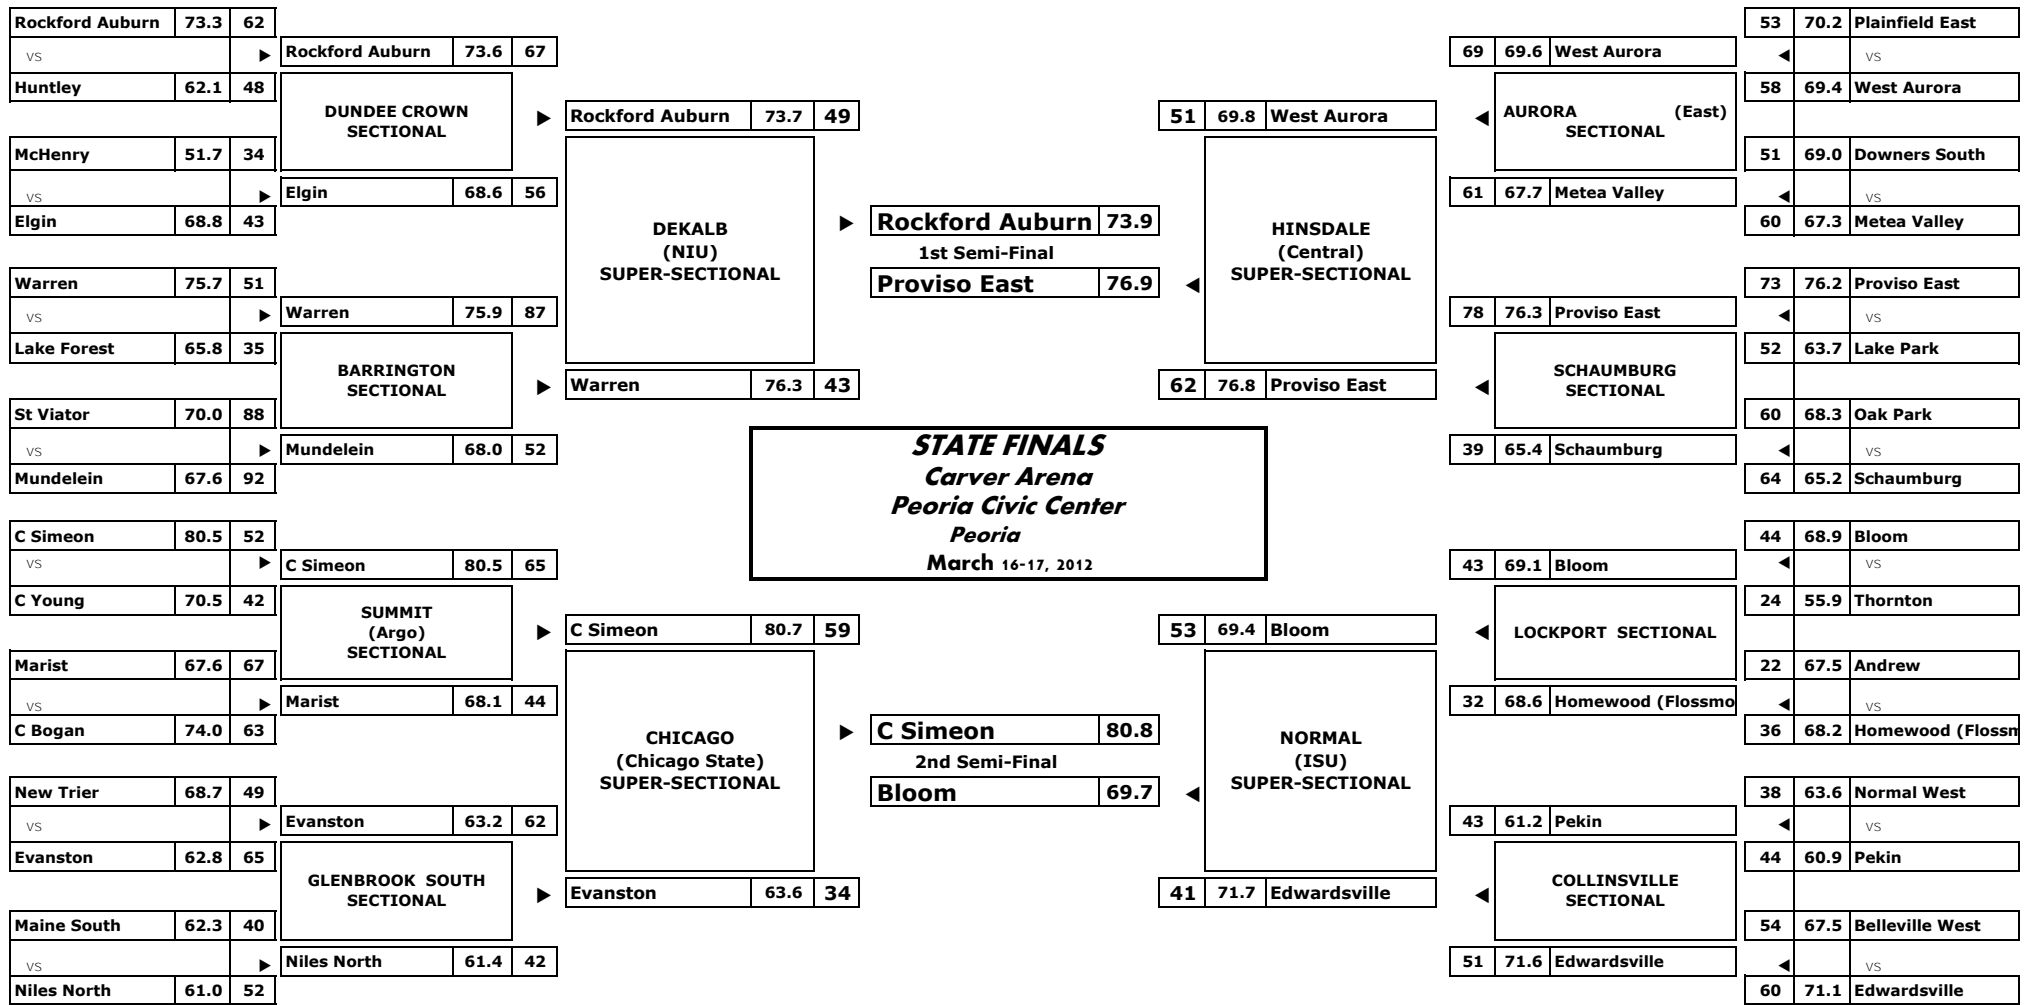 Rockford Auburn 73.3 62
vs
Huntley 62.1 48
McHenry 51.7 34
vs
Elgin 68.8 43
Warren 75.7 51
vs
Lake Forest 65.8 35
St Viator 70.0 88
vs
Mundelein 67.6 92
C Simeon 80.5 52
vs
C Young 70.5 42
Marist 67.6 67
vs
C Bogan 74.0 63
New Trier 68.7 49
vs
Evanston 62.8 65
Maine South 62.3 40
vs
Niles North 61.0 52
Rockford Auburn 73.6 67
DUNDEE CROWN
SECTIONAL
Elgin 68.6 56
Warren 75.9 87
BARRINGTON
SECTIONAL
Mundelein 68.0 52
C Simeon 80.5 65
SUMMIT
(Argo)
SECTIONAL
Marist 68.1 44
Evanston 63.2 62
GLENBROOK SOUTH
SECTIONAL
Niles North 61.4 42
Rockford Auburn 73.7 49
DEKALB
(NIU)
SUPER-SECTIONAL
Warren 76.3 43
C Simeon 80.7 59
CHICAGO
(Chicago State)
SUPER-SECTIONAL
Evanston 63.6 34
Rockford Auburn 73.9
1st Semi-Final
Proviso East 76.9
STATE FINALS
Carver Arena
Peoria Civic Center
Peoria
March 16-17, 2012
C Simeon 80.8
2nd Semi-Final
Bloom 69.7
51 69.8 West Aurora
HINSDALE
(Central)
SUPER-SECTIONAL
62 76.8 Proviso East
53 69.4 Bloom
NORMAL
(ISU)
SUPER-SECTIONAL
41 71.7 Edwardsville
69 69.6 West Aurora
AURORA (East)
SECTIONAL
61 67.7 Metea Valley
78 76.3 Proviso East
SCHAUMBURG
SECTIONAL
39 65.4 Schaumburg
43 69.1 Bloom
LOCKPORT SECTIONAL
32 68.6 Homewood (Flossmo
43 61.2 Pekin
COLLINSVILLE
SECTIONAL
51 71.6 Edwardsville
53 70.2 Plainfield East
vs
58 69.4 West Aurora
51 69.0 Downers South
vs
60 67.3 Metea Valley
73 76.2 Proviso East
vs
52 63.7 Lake Park
60 68.3 Oak Park
vs
64 65.2 Schaumburg
44 68.9 Bloom
vs
24 55.9 Thornton
22 67.5 Andrew
vs
36 68.2 Homewood (Flossm
38 63.6 Normal West
vs
44 60.9 Pekin
54 67.5 Belleville West
vs
60 71.1 Edwardsville